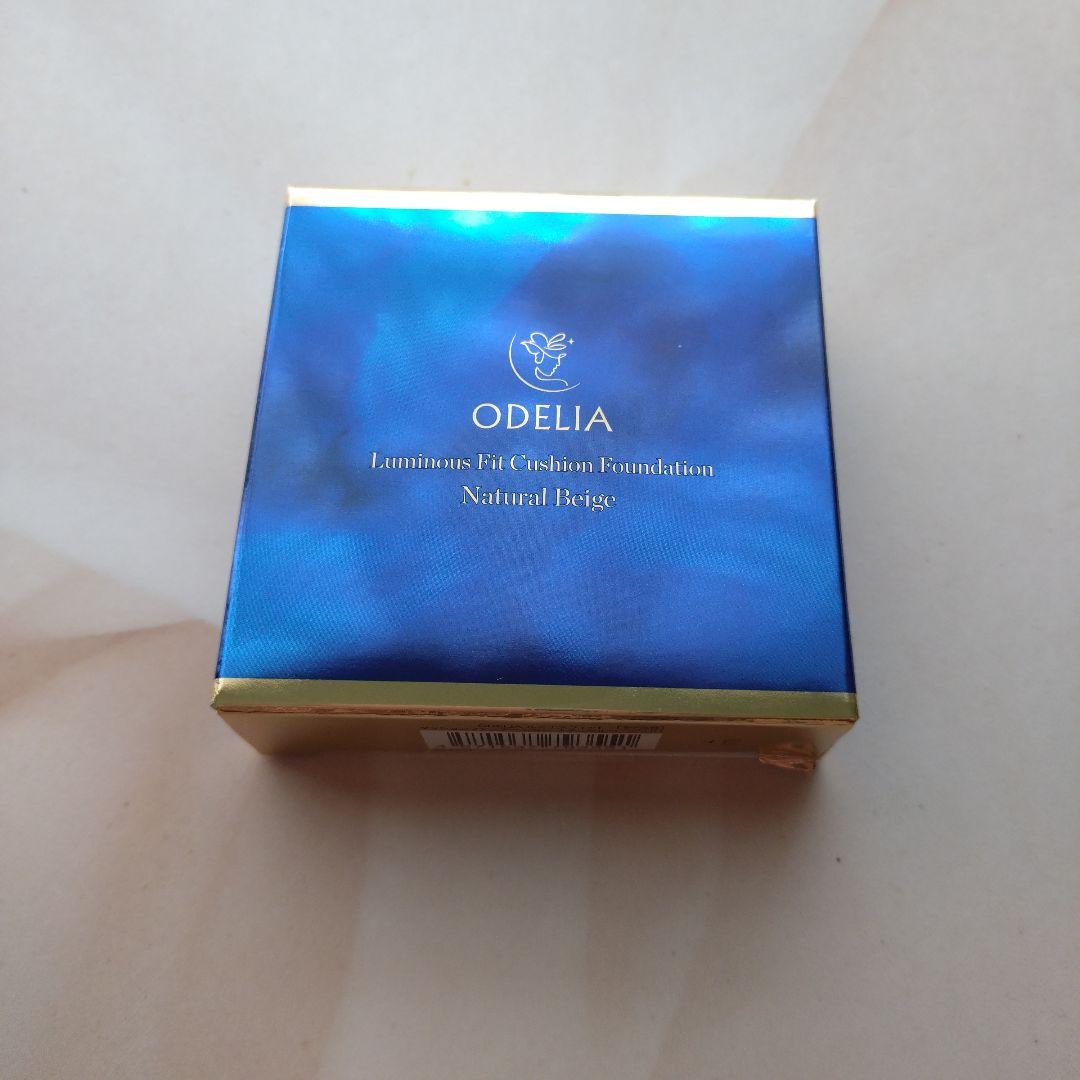 ODELIA
Luminous Fit Cushion Foundation
Natural Beige